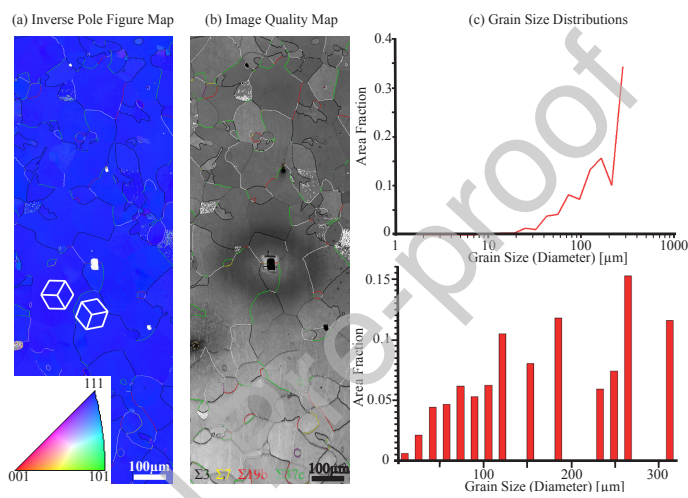 (a) Inverse Pole Figure Map
(b) Image Quality Map
(c) Grain Size Distributions
111
001
101
100µm
Σ3 Σ7 Σ19b Σ37c
100µm
Area Fraction
0.4
0.3
0.2
0.1
0
1
10
100
1000
Grain Size (Diameter) [µm]
Area Fraction
0.15
0.1
0.05
0
100
200
300
Grain Size (Diameter) [µm]
pre-proof